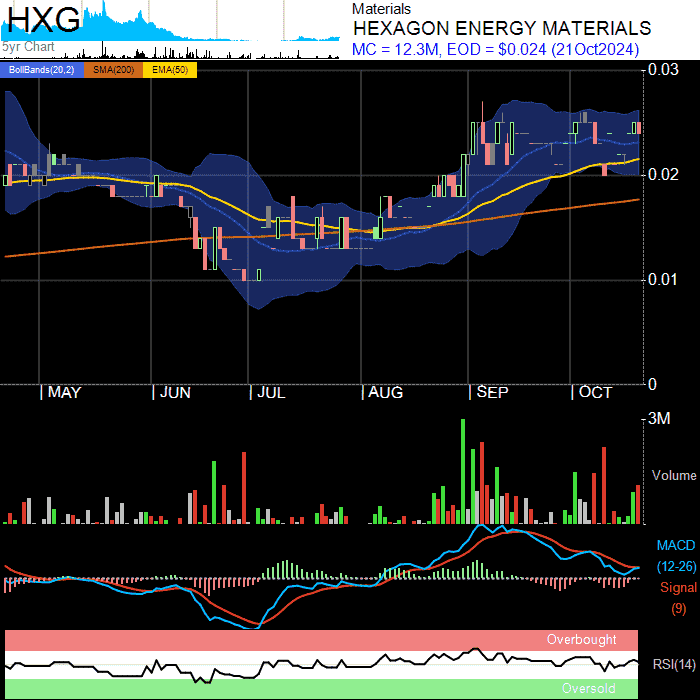 HXG
5yr Chart
Materials
HEXAGON ENERGY MATERIALS
MC = 12.3M, EOD = $0.024 (21Oct2024)
BollBands(20,2) SMA(200) EMA(50)
0.03
0.02
0.01
0
MAY JUN JUL AUG SEP OCT
3M
Volume
MACD
(12-26)
Signal
(9)
Overbought
RSI(14)
Oversold